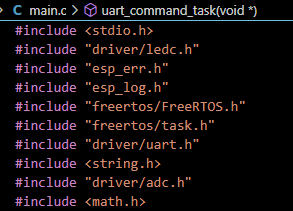 C main.c > uart_command_task(void *)
#include <stdio.h>
#include "driver/ledc.h"
#include "esp_err.h"
#include "esp_log.h"
#include "freertos/FreeRTOS.h"
#include "freertos/task.h"
#include "driver/uart.h"
#include <string.h>
#include "driver/adc.h"
#include <math.h>